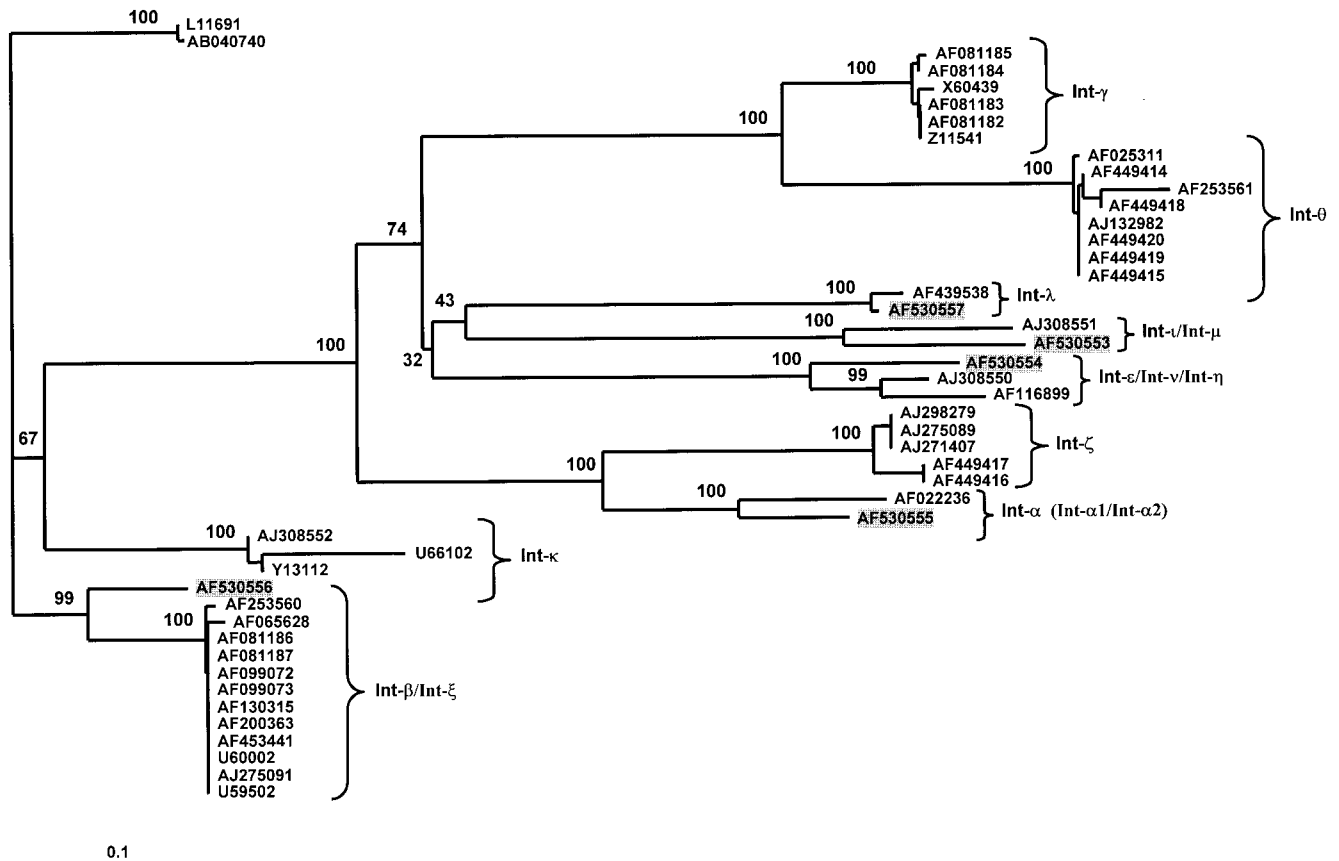 100
L11691
AB040740
AF081185
AF081184
X60439
AF081183
AF081182
Z11541
100
Int-γ
100
AF025311
AF449414
AF253561
AF449418
AJ132982
AF449420
AF449419
AF449415
100
Int-θ
74
100
AF439538
AF530557
Int-λ
43
100
AJ308551
AF530553
Int-ι/Int-μ
32
100
AF530554
99
AJ308550
AF116899
Int-ε/Int-ν/Int-η
100
AJ298279
AJ275089
AJ271407
AF449417
AF449416
100
Int-ζ
100
100
AF022236
AF530555
Int-α (Int-α1/Int-α2)
67
100
AJ308552
U66102
Y13112
Int-κ
99
AF530556
100
AF253560
AF065628
AF081186
AF081187
AF099072
AF099073
AF130315
AF200363
AF453441
U60002
AJ275091
U59502
Int-β/Int-ξ
0.1